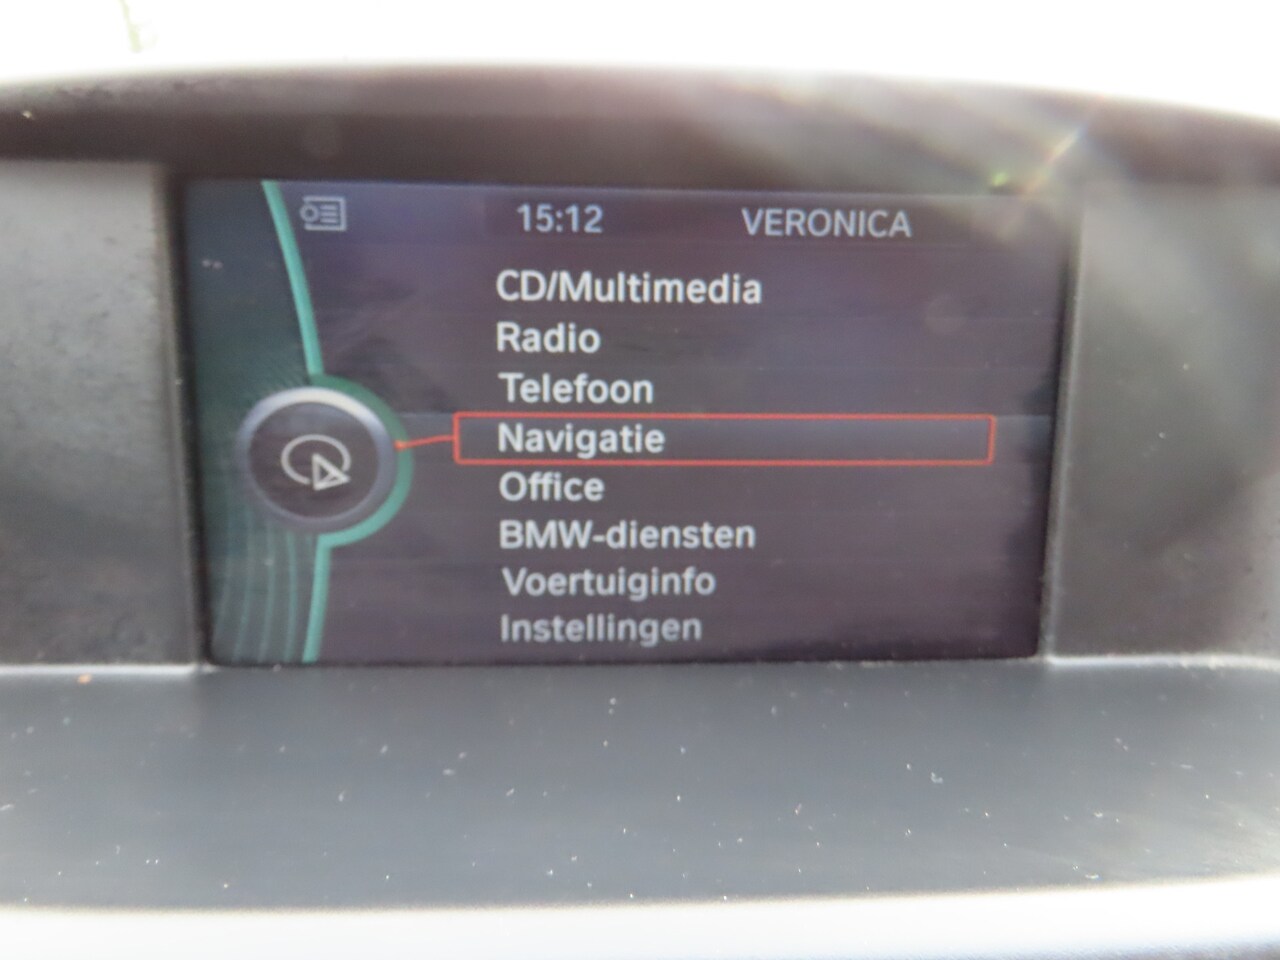 15:12 VERONICA
CD/Multimedia
Radio
Telefoon
Navigatie
Office
BMW-diensten
Voertuiginfo
Instellingen